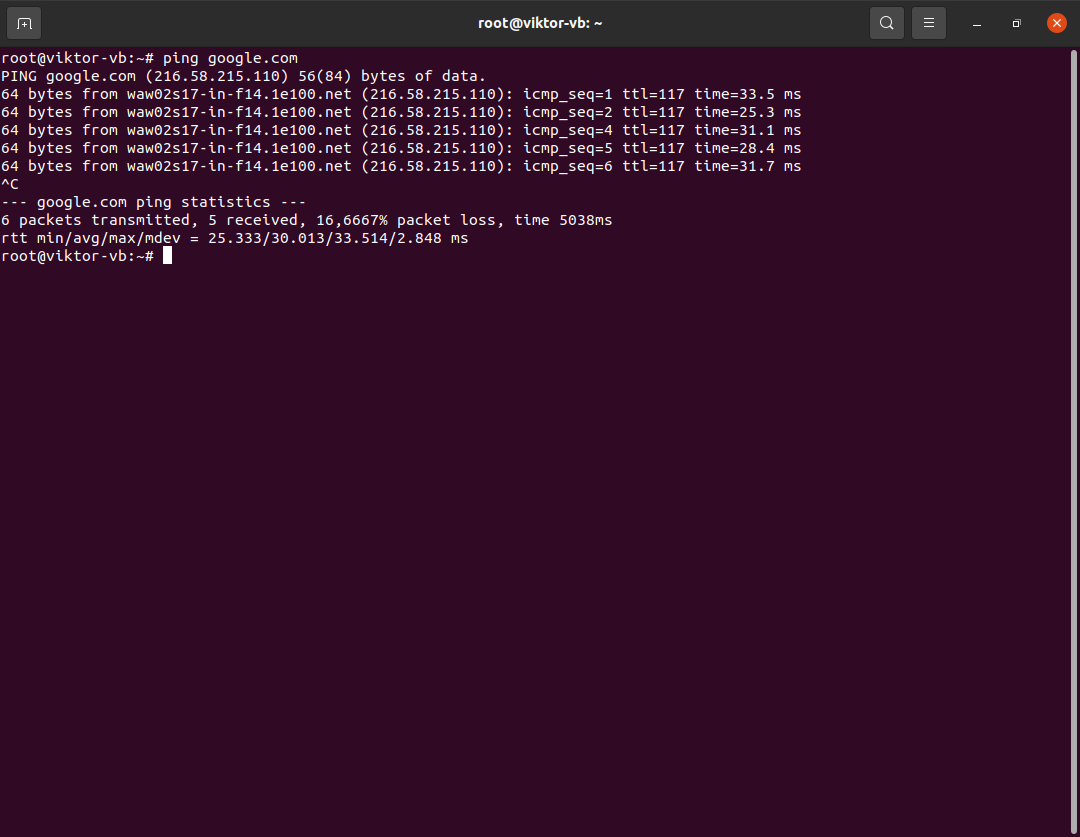 root@viktor-vb: ~
root@viktor-vb:~# ping google.com
PING google.com (216.58.215.110) 56(84) bytes of data.
64 bytes from waw02s17-in-f14.1e100.net (216.58.215.110): icmp_seq=1 ttl=117 time=33.5 ms
64 bytes from waw02s17-in-f14.1e100.net (216.58.215.110): icmp_seq=2 ttl=117 time=25.3 ms
64 bytes from waw02s17-in-f14.1e100.net (216.58.215.110): icmp_seq=4 ttl=117 time=31.1 ms
64 bytes from waw02s17-in-f14.1e100.net (216.58.215.110): icmp_seq=5 ttl=117 time=28.4 ms
64 bytes from waw02s17-in-f14.1e100.net (216.58.215.110): icmp_seq=6 ttl=117 time=31.7 ms
^C
--- google.com ping statistics ---
6 packets transmitted, 5 received, 16,6667% packet loss, time 5038ms
rtt min/avg/max/mdev = 25.333/30.013/33.514/2.848 ms
root@viktor-vb:~#